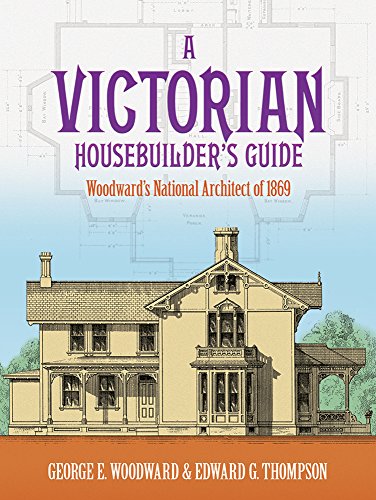 A
VICTORIAN
HOUSEBUILDER'S GUIDE
Woodward's National Architect of 1869
GEORGE E. WOODWARD & EDWARD G. THOMPSON